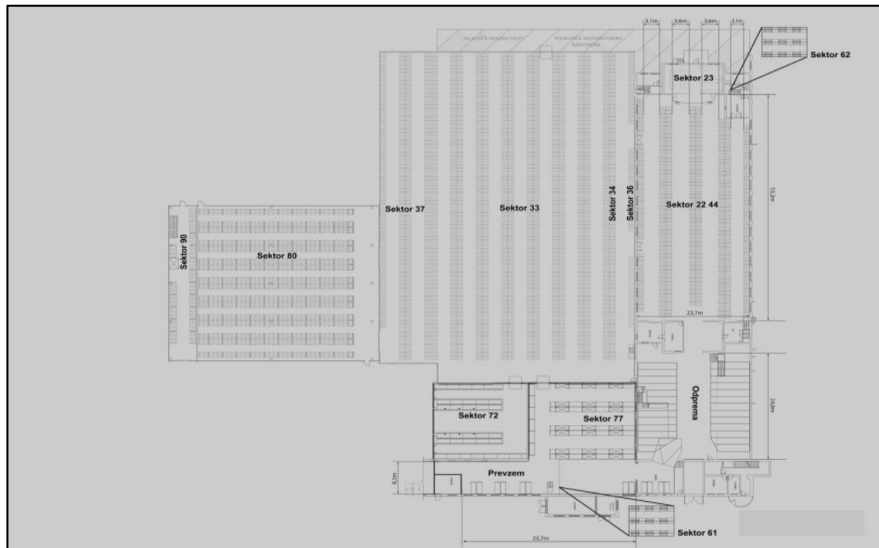 3,1m
3,6m
3,6m
3,1m
Sektor 62
Sektor 23
Sektor 37
Sektor 33
Sektor 34
Sektor 36
Sektor 22 44
Sektor 90
Sektor 80
23,7m
Odprema
Sektor 72
Sektor 77
Prevzem
Sektor 61
23,7m